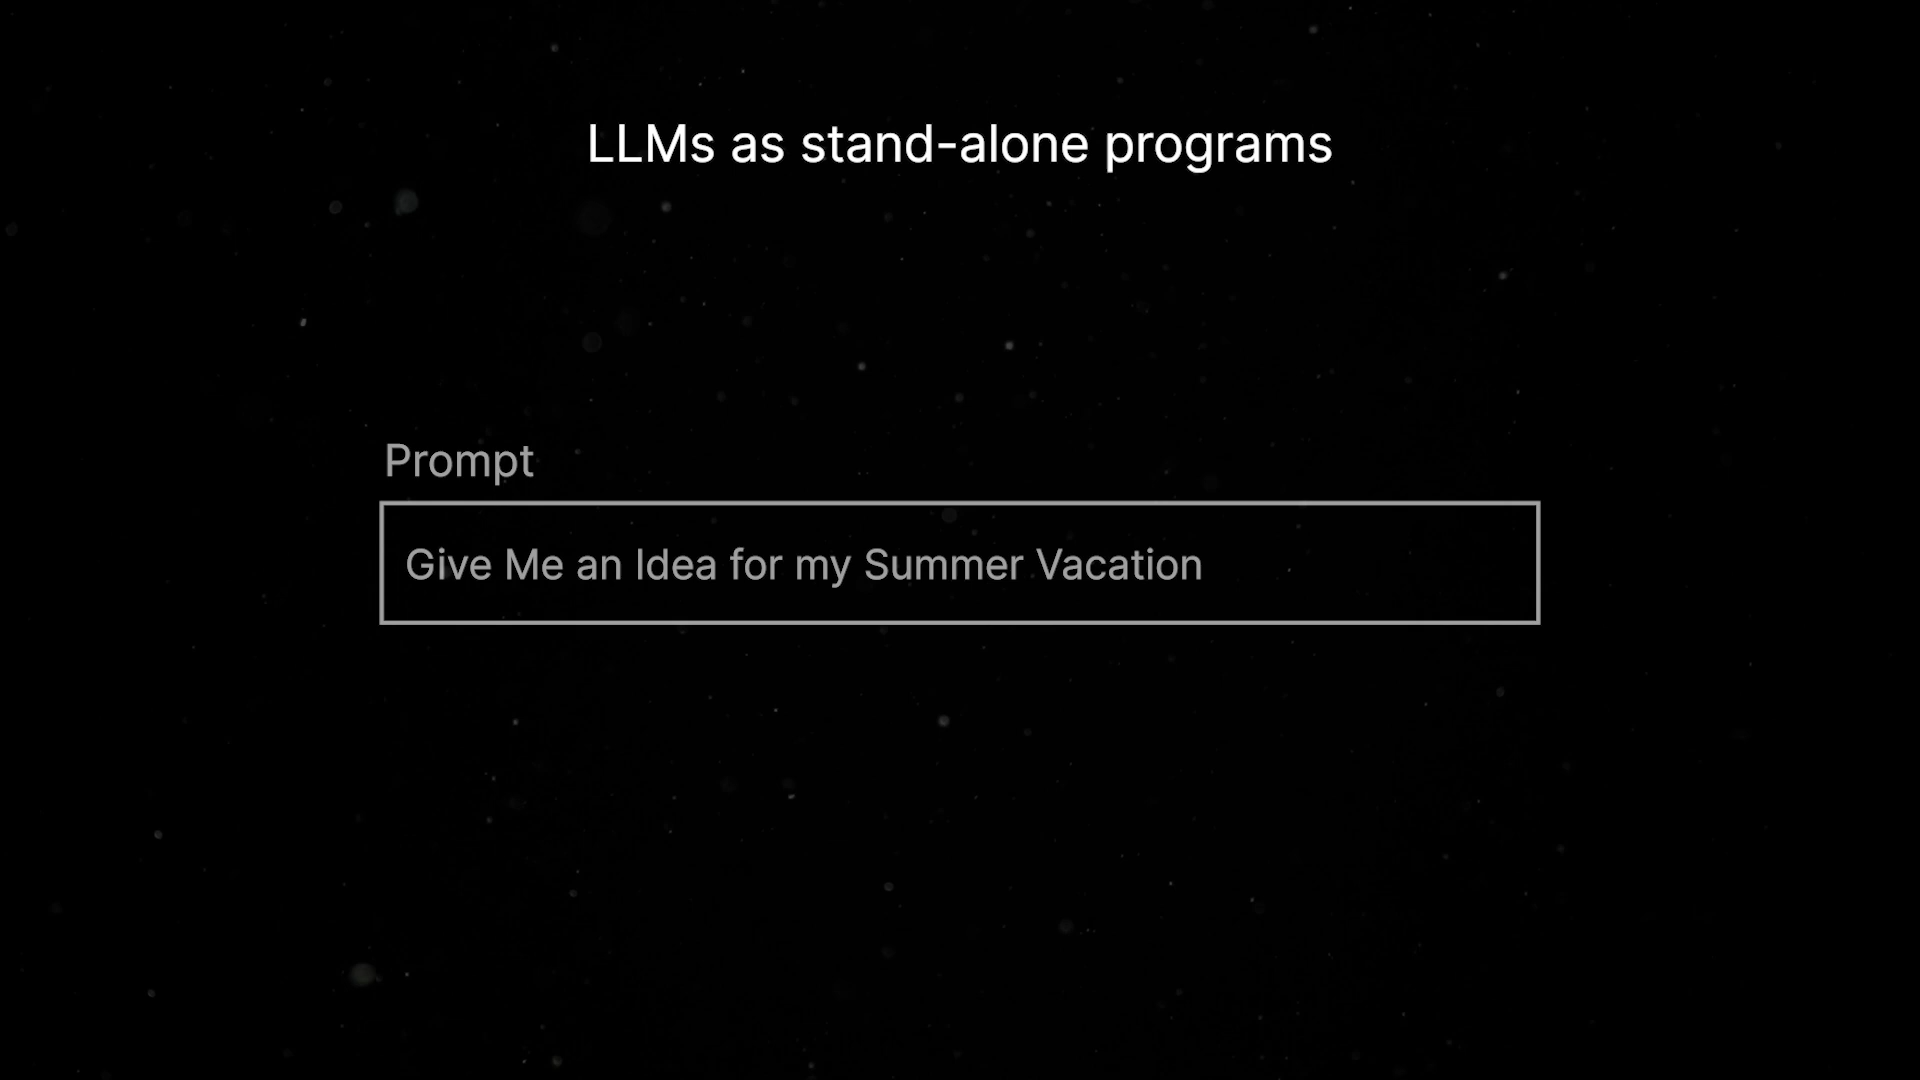 LLMs as stand-alone programs
Prompt
Give Me an Idea for my Summer Vacation